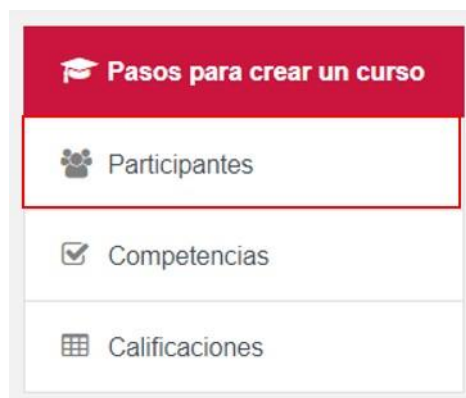 Pasos para crear un curso
Participantes
Competencias
Calificaciones